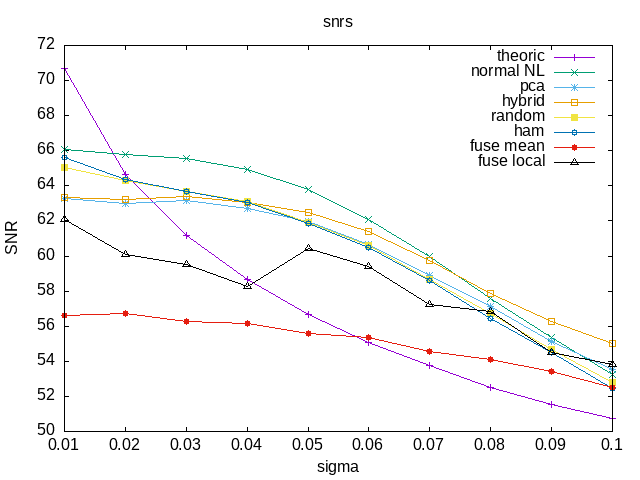 snrs
72
70
68
66
64
62
60
58
56
54
52
50
SNR
theoric
normal NL
pca
hybrid
random
ham
fuse mean
fuse local
0.01 0.02 0.03 0.04 0.05 0.06 0.07 0.08 0.09 0.1
sigma